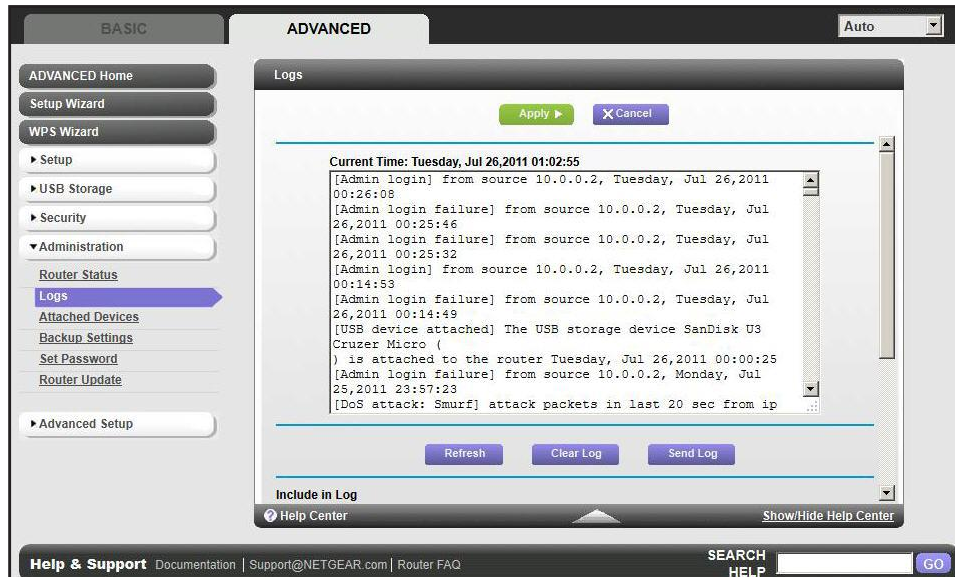 BASIC
ADVANCED
Auto
ADVANCED Home
Setup Wizard
WPS Wizard
Setup
USB Storage
Security
Administration
Router Status
Logs
Attached Devices
Backup Settings
Set Password
Router Update
Advanced Setup
Logs
Apply
Cancel
Current Time: Tuesday, Jul 26,2011 01:02:55
[Admin login] from source 10.0.0.2, Tuesday, Jul 26,2011
00:26:08
[Admin login failure] from source 10.0.0.2, Tuesday, Jul
26,2011 00:25:46
[Admin login failure] from source 10.0.0.2, Tuesday, Jul
26,2011 00:25:32
[Admin login] from source 10.0.0.2, Tuesday, Jul 26,2011
00:14:53
[Admin login failure] from source 10.0.0.2, Tuesday, Jul
26,2011 00:14:49
[USB device attached] The USB storage device SanDisk U3
Cruzer Micro (
) is attached to the router Tuesday, Jul 26,2011 00:00:25
[Admin login failure] from source 10.0.0.2, Monday, Jul
25,2011 23:57:23
[DoS attack: Smurf] attack packets in last 20 sec from ip
Refresh
Clear Log
Send Log
Include in Log
Help Center
Show/Hide Help Center
Help & Support Documentation | Support@NETGEAR.com | Router FAQ
SEARCH
HELP
GO